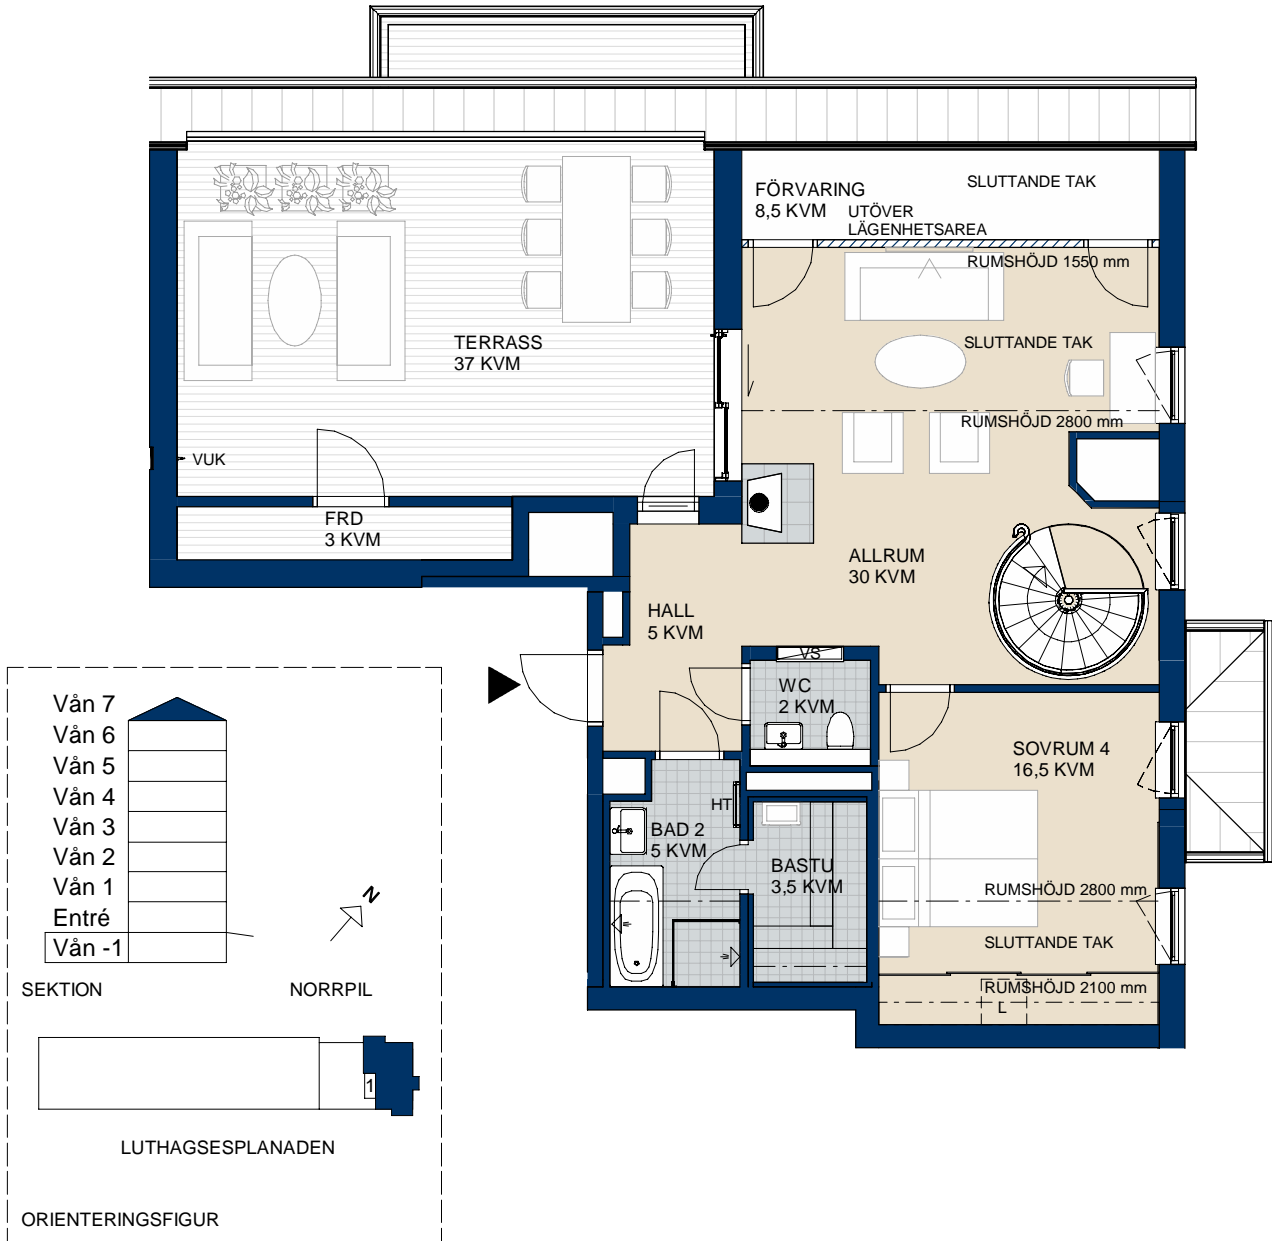 FÖRVARING
8,5 KVM
UTÖVER
LÄGENHETSAREA
SLUTTANDE TAK
RUMSHÖJD 1550 mm
TERRASS
37 KVM
SLUTTANDE TAK
RUMSHÖJD 2800 mm
VUK
FRD
3 KVM
ALLRUM
30 KVM
HALL
5 KVM
VS
WC
2 KVM
SOVRUM 4
16,5 KVM
HT
BAD 2
5 KVM
BASTU
3,5 KVM
RUMSHÖJD 2800 mm
SLUTTANDE TAK
RUMSHÖJD 2100 mm
L
Vån 7
Vån 6
Vån 5
Vån 4
Vån 3
Vån 2
Vån 1
Entré
Vån -1
N
SEKTION
NORRPIL
1
LUTHAGSESPLANADEN
ORIENTERINGSFIGUR